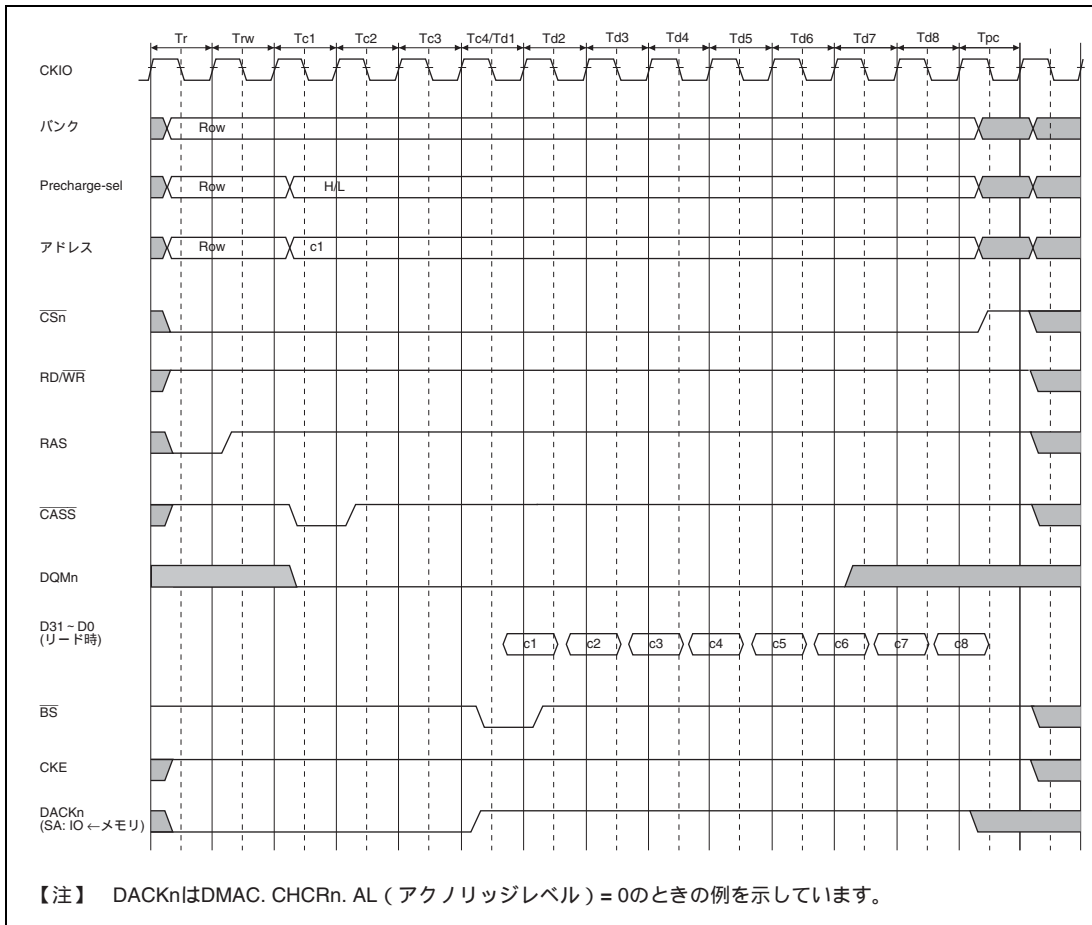 Tr Trw Tc1 Tc2 Tc3 Tc4/Td1 Td2 Td3 Td4 Td5 Td6 Td7 Td8 Tpc
CKIO
バンク Row
Precharge-sel Row H/L
アドレス Row c1
CSn
RD/WR
RAS
CASS
DQMn
D31~D0
(リード時) c1 c2 c3 c4 c5 c6 c7 c8
BS
CKE
DACKn
(SA: IO ←メモリ)
【注】 DACKnはDMAC. CHCRn. AL(アクノリッジレベル)= 0のときの例を示しています。